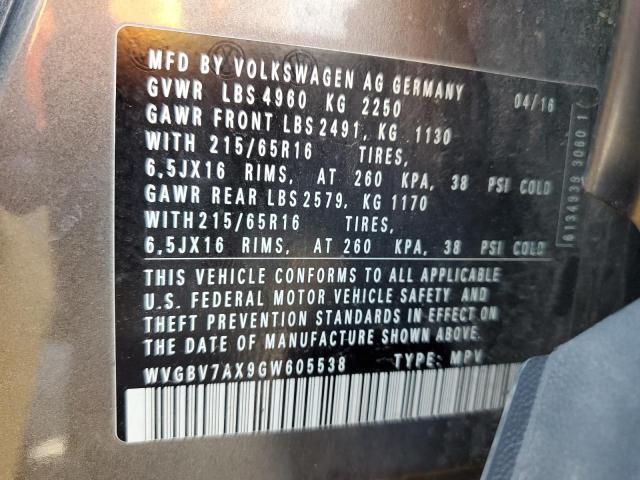 MFD BY VOLKSWAGEN AG GERMANY
04/16
GVWR LBS 4960 KG 2250
GAWR FRONT LBS 2491, KG 1130
WITH 215/65R16 TIRES,
6,5JX16 RIMS, AT 260 KPA, 38 PSI COLD
GAWR REAR LBS 2579, KG 1170
WITH 215/65R16 TIRES,
6,5JX16 RIMS, AT 260 KPA, 38 PSI COLD
THIS VEHICLE CONFORMS TO ALL APPLICABLE
U.S. FEDERAL MOTOR VEHICLE SAFETY AND
THEFT PREVENTION STANDARDS IN EFFECT ON
THE DATE OF MANUFACTURE SHOWN ABOVE.
WVGBV7AX9GW605538 TYPE: MPV
6134939 3060 1